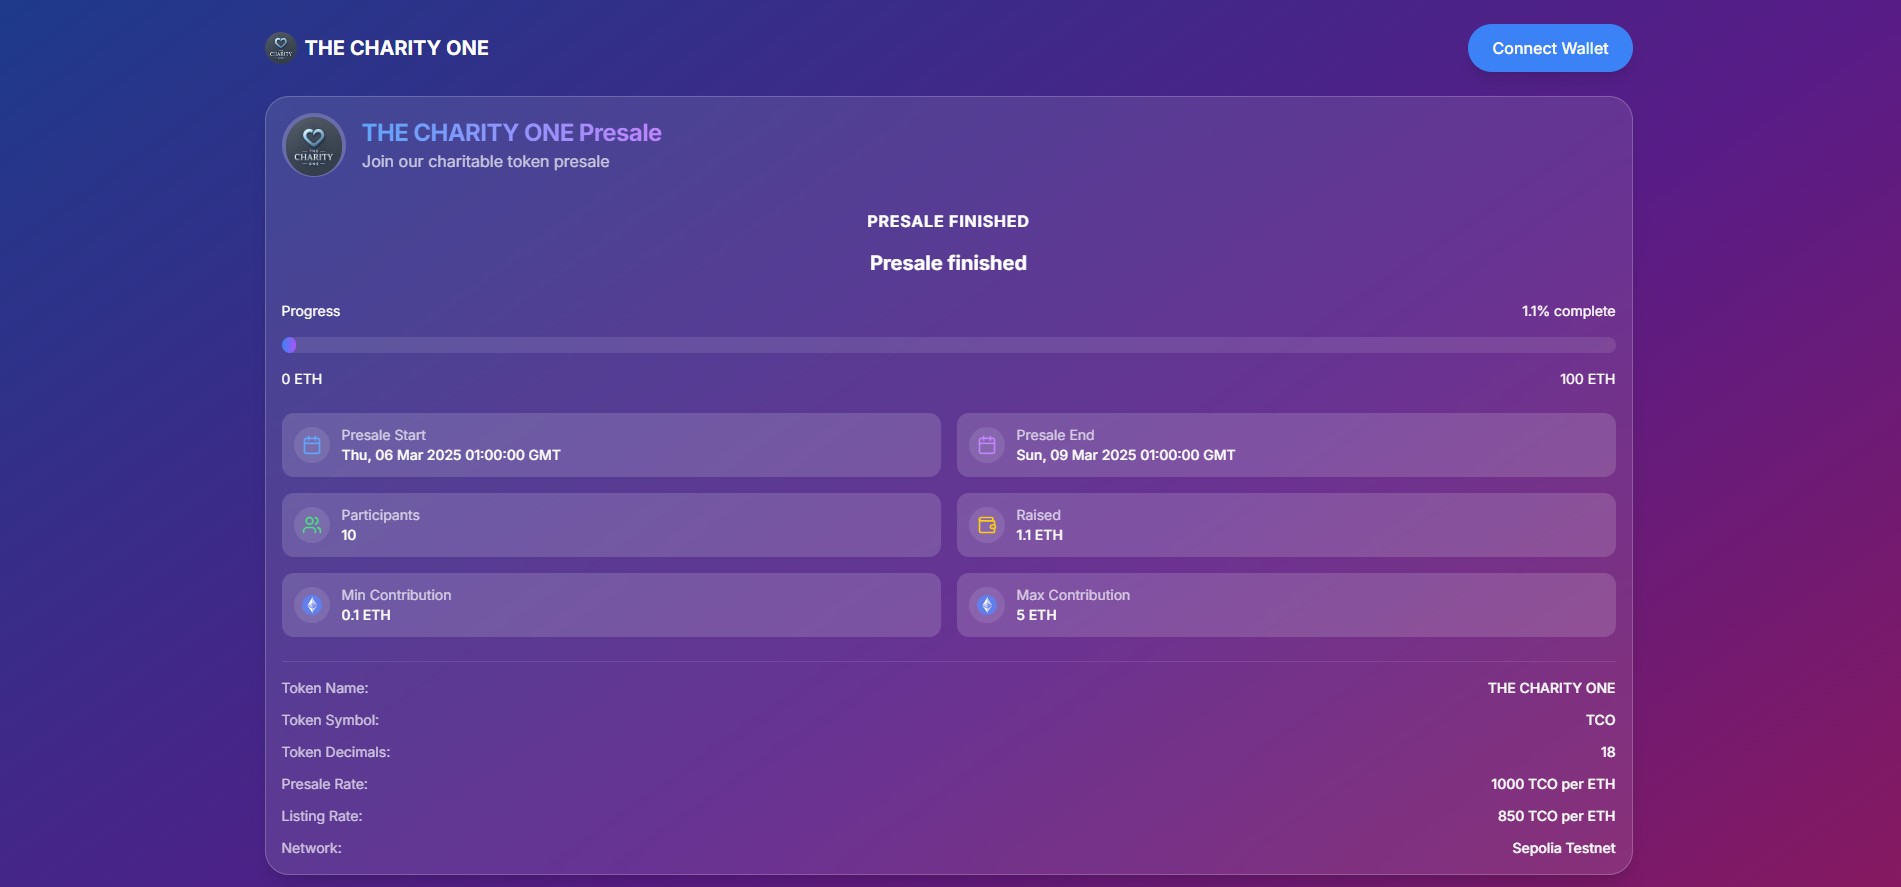 THE CHARITY ONE
Connect Wallet
THE
CHARITY
ONE
THE CHARITY ONE Presale
Join our charitable token presale
PRESALE FINISHED
Presale finished
Progress
1.1% complete
0 ETH
100 ETH
Presale Start
Thu, 06 Mar 2025 01:00:00 GMT
Presale End
Sun, 09 Mar 2025 01:00:00 GMT
Participants
10
Raised
1.1 ETH
Min Contribution
0.1 ETH
Max Contribution
5 ETH
Token Name:
THE CHARITY ONE
Token Symbol:
TCO
Token Decimals:
18
Presale Rate:
1000 TCO per ETH
Listing Rate:
850 TCO per ETH
Network:
Sepolia Testnet